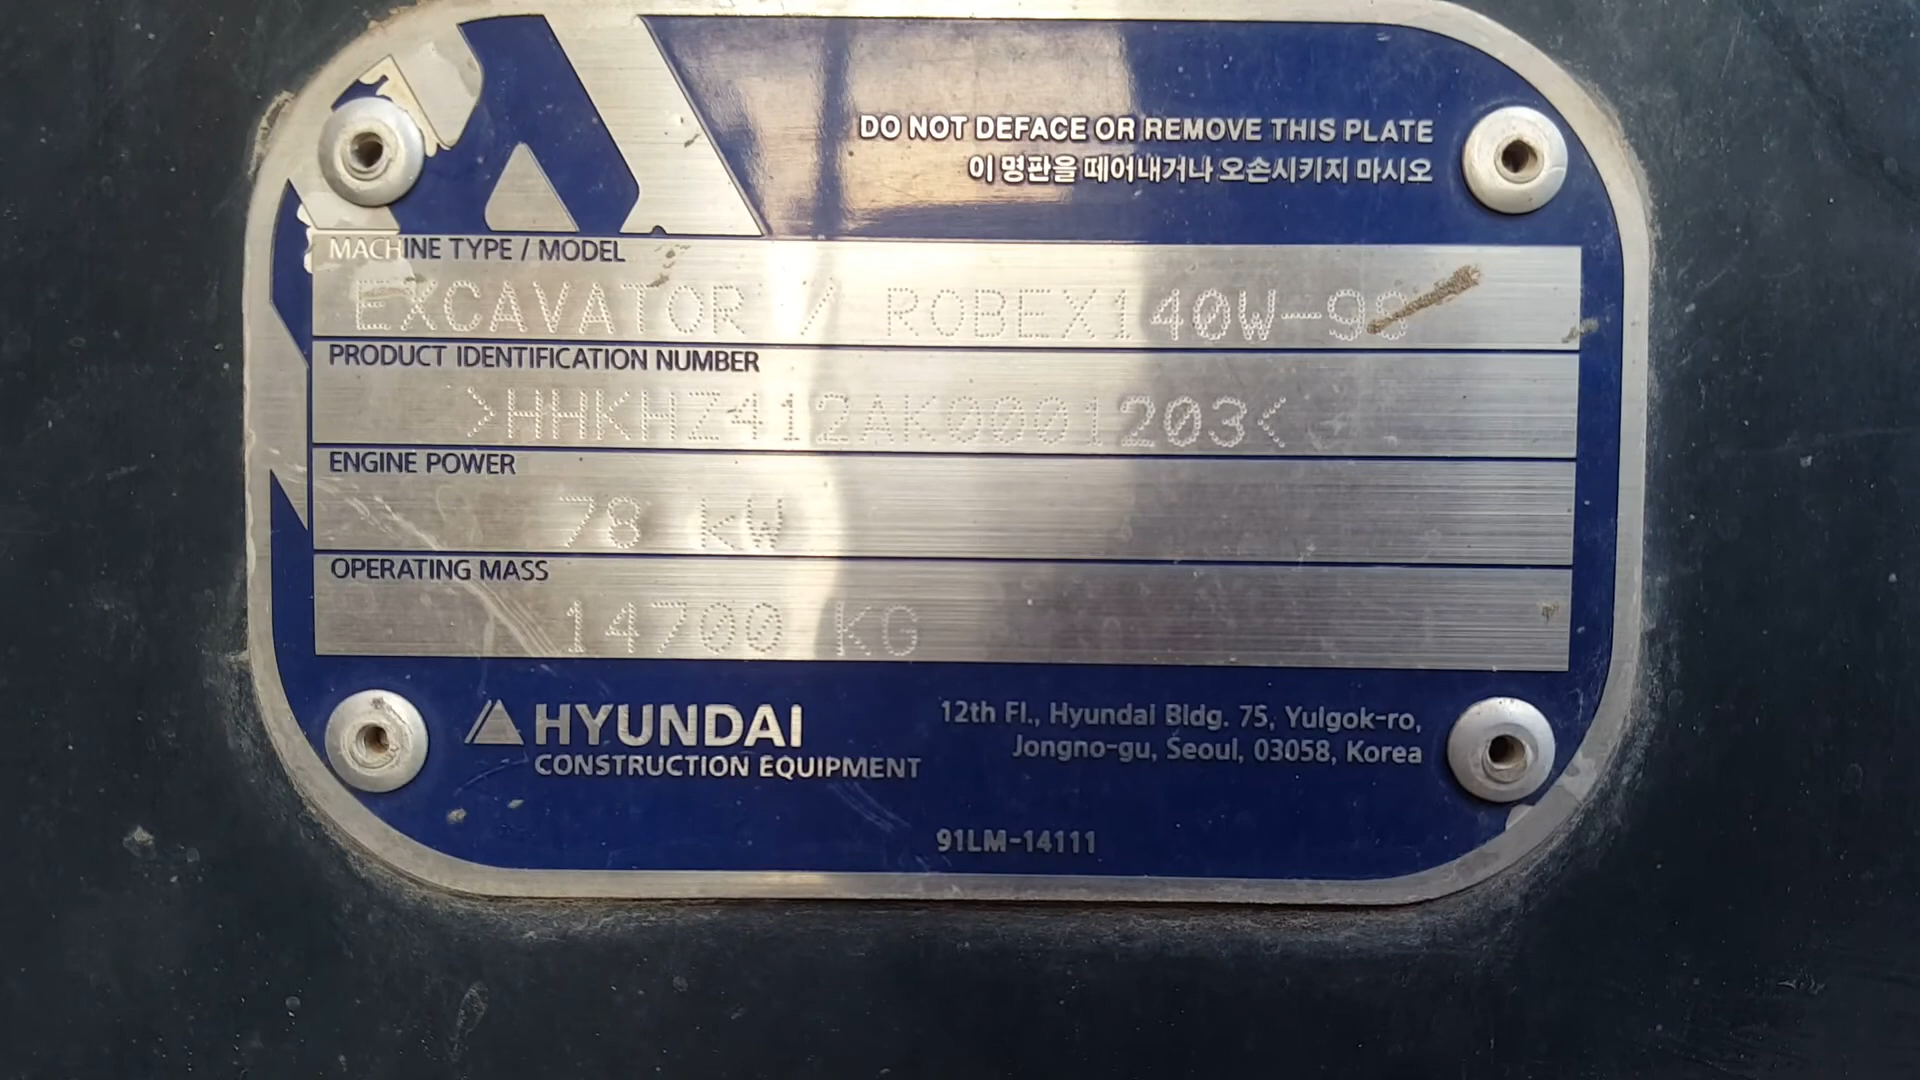 DO NOT DEFACE OR REMOVE THIS PLATE
이 명판을 떼어내거나 오손시키지 마시오
MACHINE TYPE / MODEL
EXCAVATOR / ROBEX140W-9S
PRODUCT IDENTIFICATION NUMBER
>HHKHZ412AK0001203<
ENGINE POWER
78 kW
OPERATING MASS
14700 KG
HYUNDAI
CONSTRUCTION EQUIPMENT
12th Fl., Hyundai Bldg. 75, Yulgok-ro,
Jongno-gu, Seoul, 03058, Korea
91LM-14111